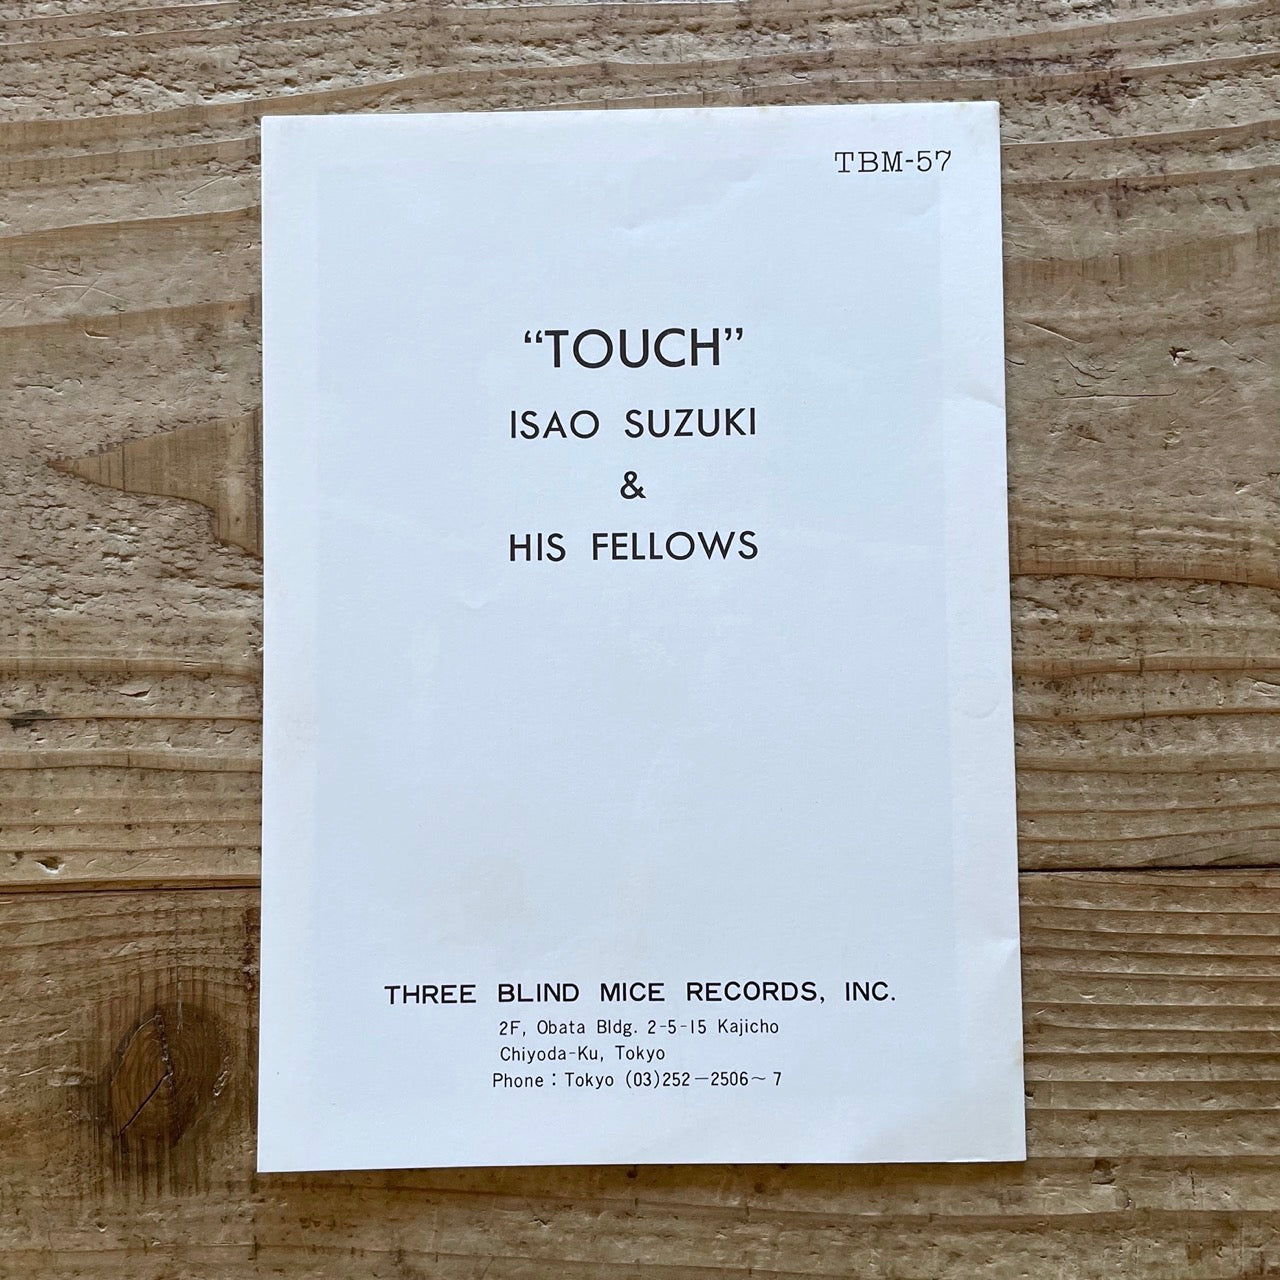 TBM-57
“TOUCH”
ISAO SUZUKI
&
HIS FELLOWS
THREE BLIND MICE RECORDS, INC.
2F, Obata Bldg. 2-5-15 Kajicho
Chiyoda-Ku, Tokyo
Phone : Tokyo (03)252—2506~ 7